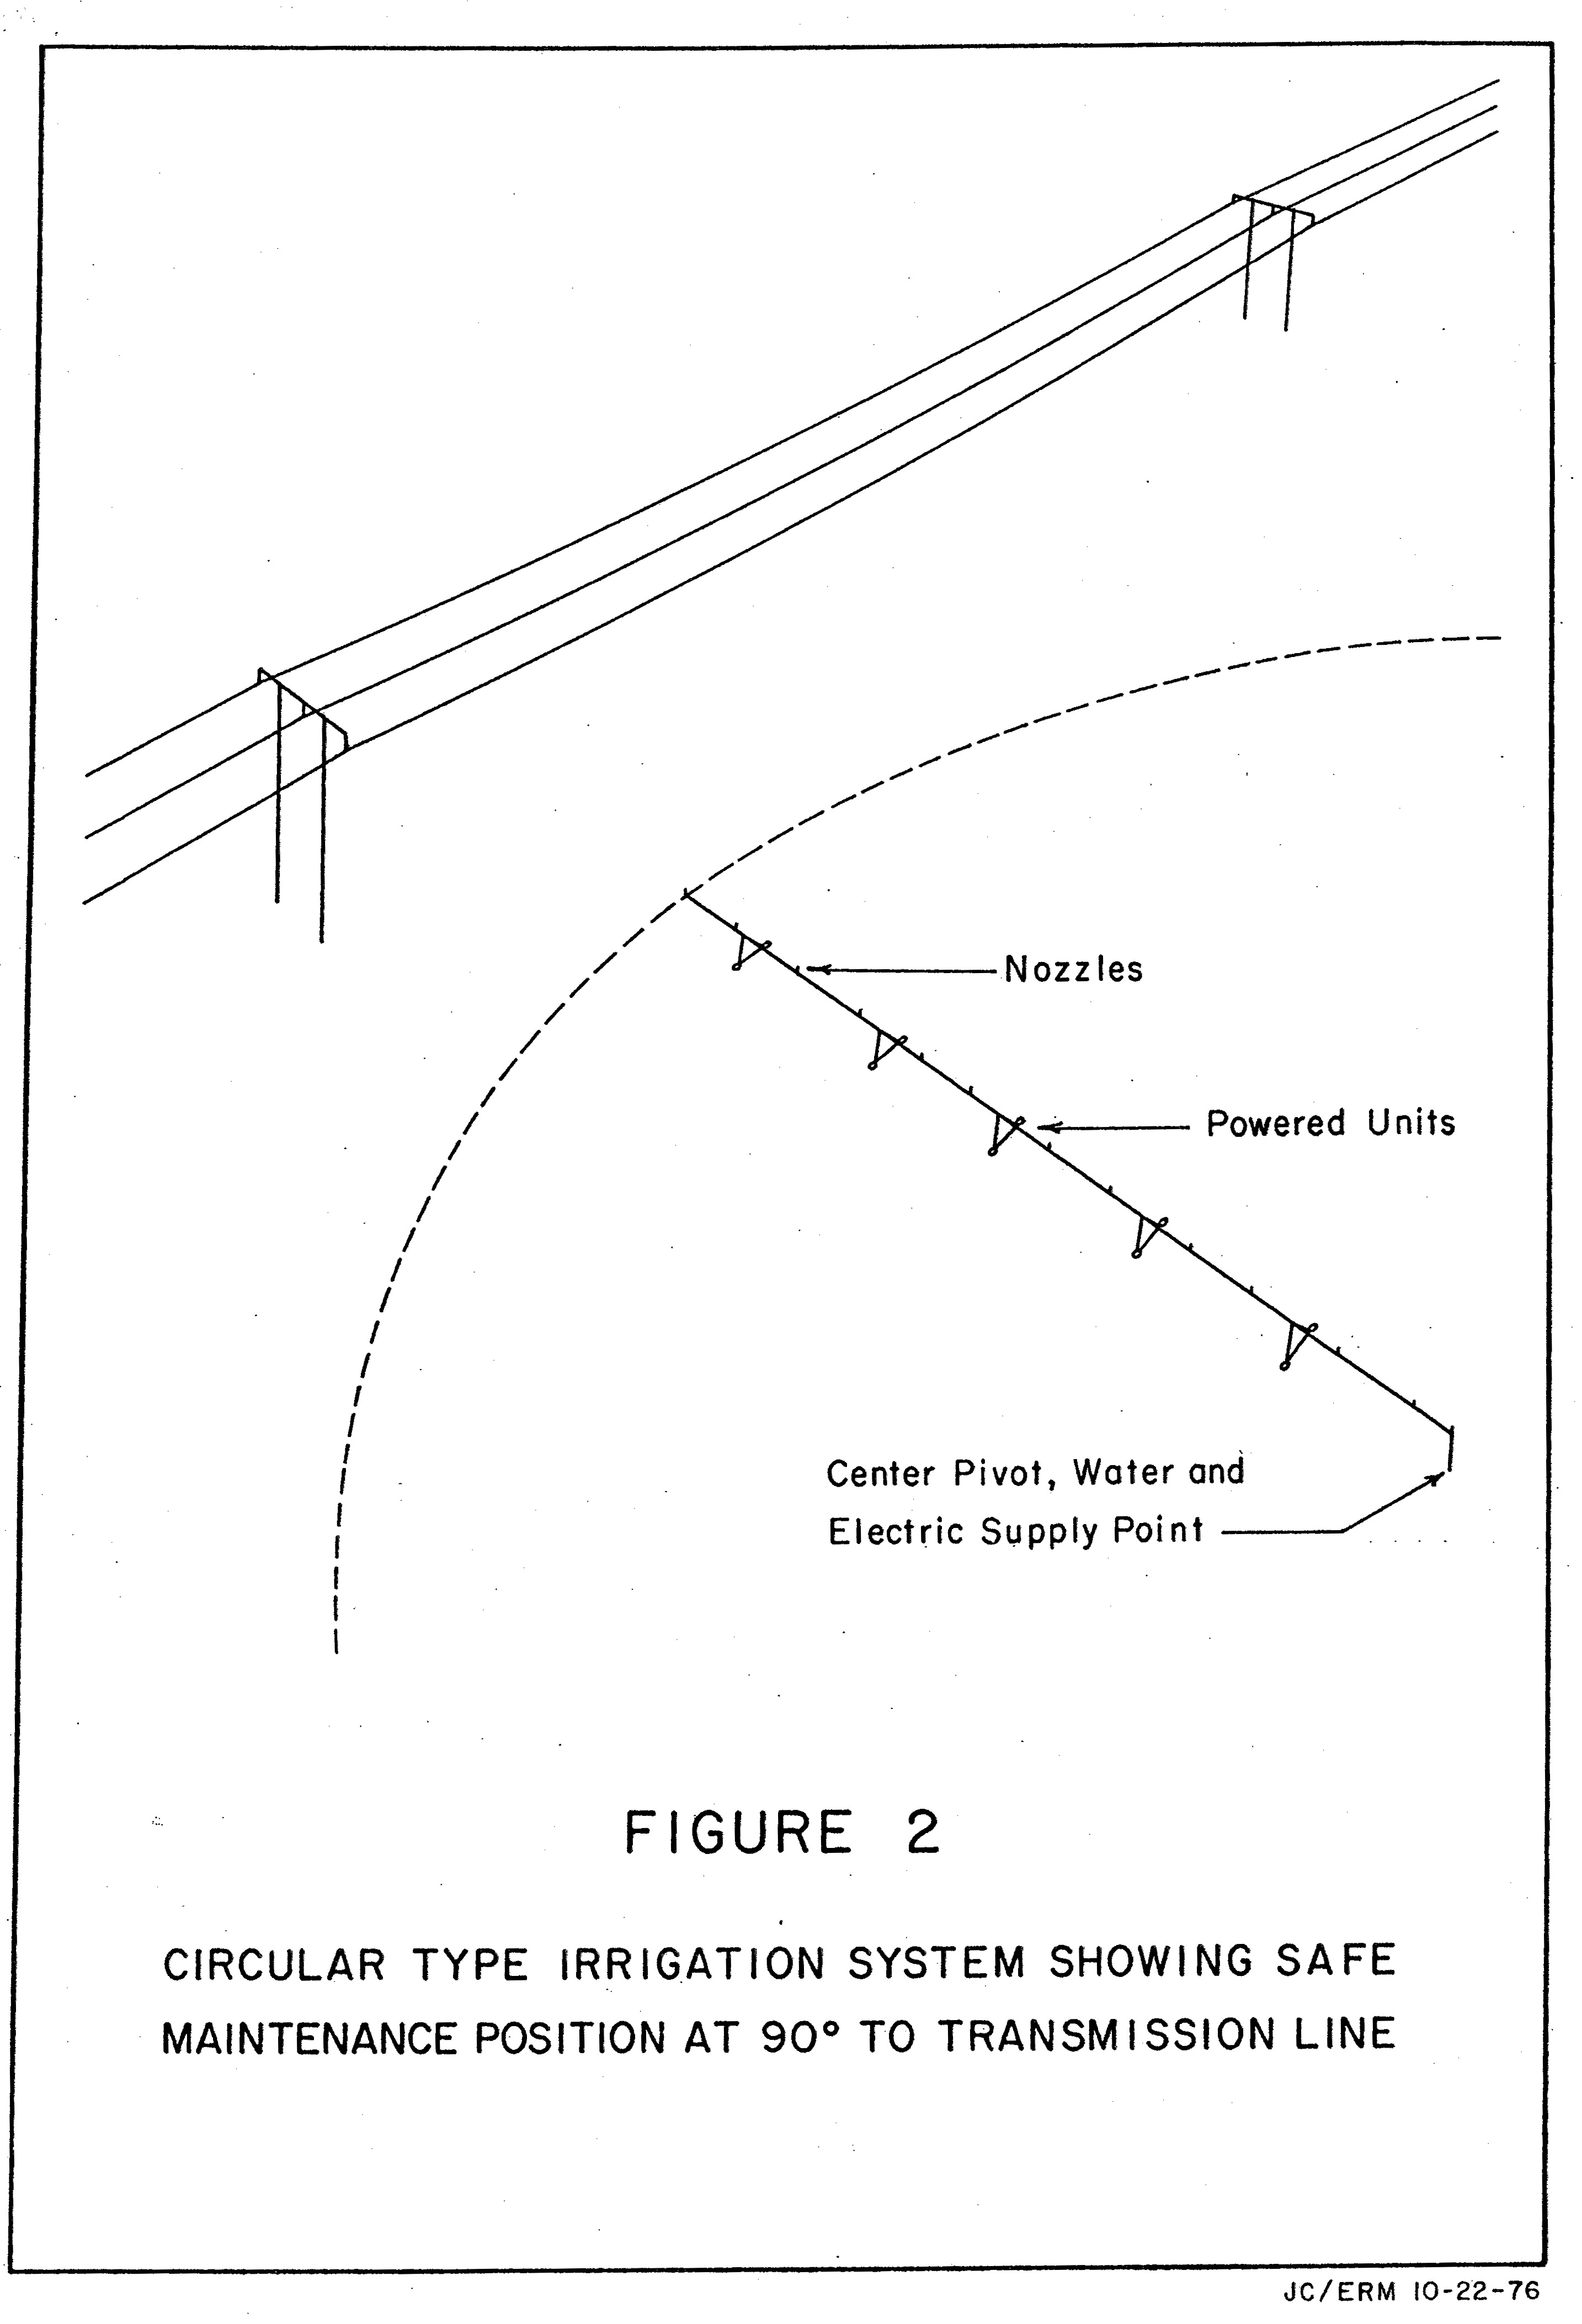 Nozzles
Powered Units
Center Pivot, Water and
Electric Supply Point
FIGURE 2
CIRCULAR TYPE IRRIGATION SYSTEM SHOWING SAFE
MAINTENANCE POSITION AT 90° TO TRANSMISSION LINE
JC/ERM 10-22-76